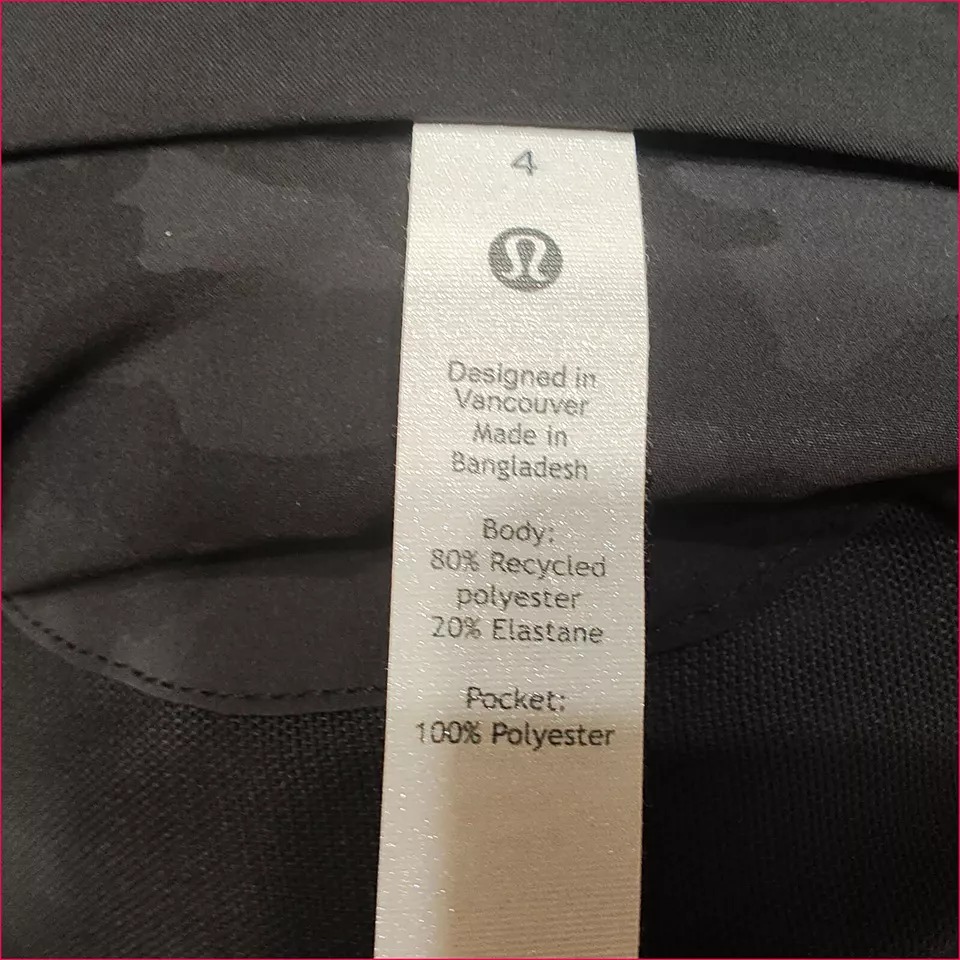 4
Designed in
Vancouver
Made in
Bangladesh
Body:
80% Recycled
polyester
20% Elastane
Pocket:
100% Polyester